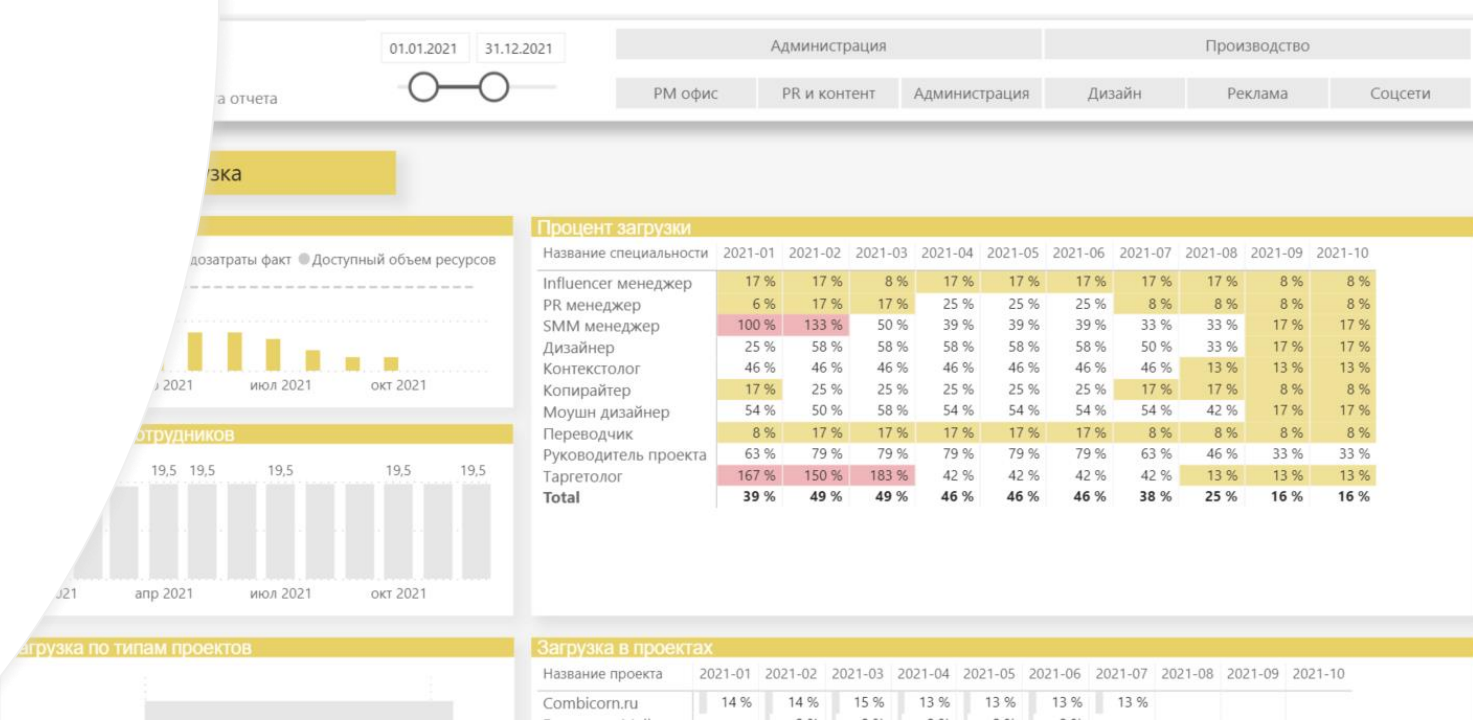 01.01.2021 31.12.2021 Администрация Производство
отчета PM офис PR и контент Администрация Дизайн Реклама Соцсети
Процент загрузки
факт Доступный объем ресурсов
Название специальности 2021-01 2021-02 2021-03 2021-04 2021-05 2021-06 2021-07 2021-08 2021-09 2021-10
Influencer менеджер 17 % 17 % 8 % 17 % 17 % 17 % 17 % 17 % 8 % 8 %
PR менеджер 6 % 17 % 17 % 25 % 25 % 25 % 8 % 8 % 8 % 8 %
SMM менеджер 100 % 133 % 50 % 39 % 39 % 39 % 33 % 33 % 17 % 17 %
Дизайнер 25 % 58 % 58 % 58 % 58 % 58 % 50 % 33 % 17 % 17 %
Контекстолог 46 % 46 % 46 % 46 % 46 % 46 % 46 % 13 % 13 % 13 %
Копирайтер 17 % 25 % 25 % 25 % 25 % 25 % 17 % 17 % 8 % 8 %
Моушн дизайнер 54 % 50 % 58 % 54 % 54 % 54 % 54 % 42 % 17 % 17 %
Переводчик 8 % 17 % 17 % 17 % 17 % 17 % 8 % 8 % 8 % 8 %
Руководитель проекта 63 % 79 % 79 % 79 % 79 % 79 % 63 % 46 % 33 % 33 %
Таргетолог 167 % 150 % 183 % 42 % 42 % 42 % 42 % 13 % 13 % 13 %
Total 39 % 49 % 49 % 46 % 46 % 46 % 38 % 25 % 16 % 16 %
2021 июл 2021 окт 2021
19,5 19,5 19,5 19,5 19,5
апр 2021 июл 2021 окт 2021
по типам проектов
Загрузка в проектах
Название проекта 2021-01 2021-02 2021-03 2021-04 2021-05 2021-06 2021-07 2021-08 2021-09 2021-10
Combicorn.ru 14 % 14 % 15 % 13 % 13 % 13 % 13 %